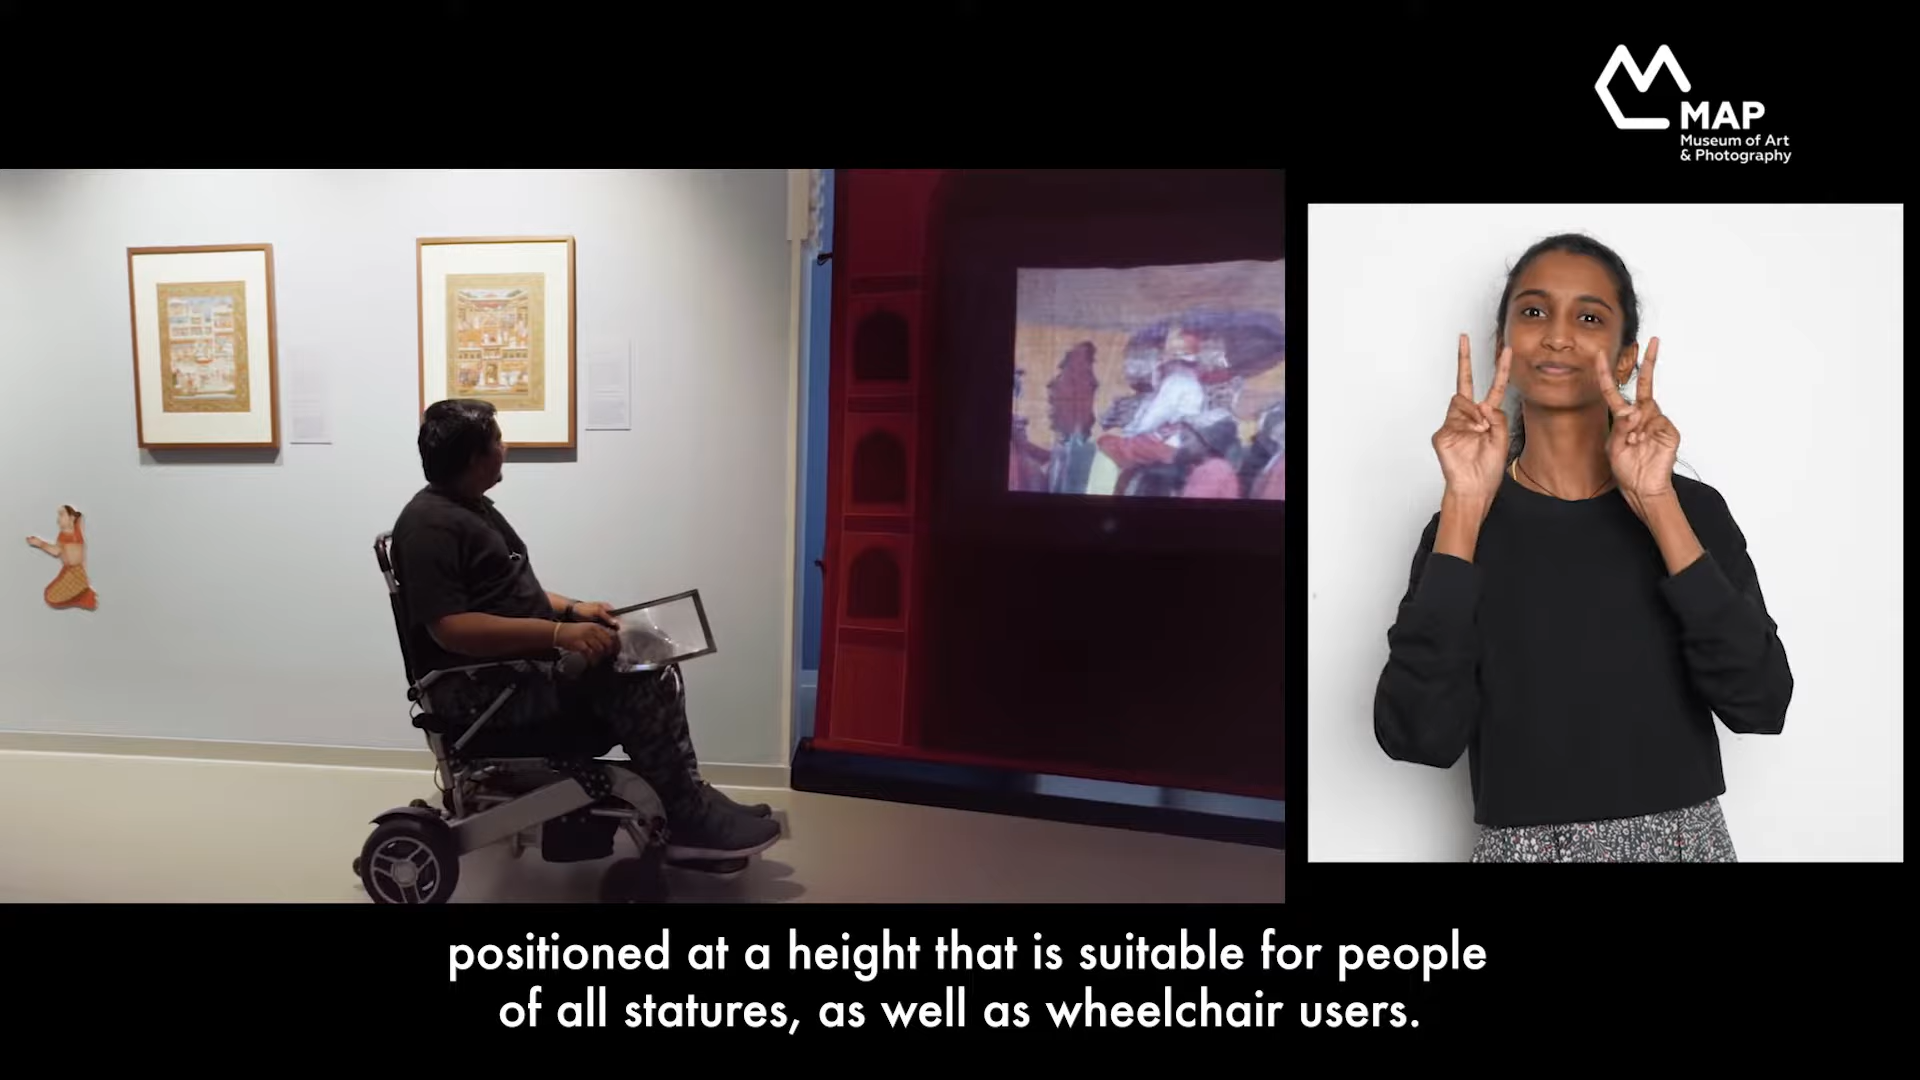 MAP
Museum of Art
& Photography
positioned at a height that is suitable for people
of all statures, as well as wheelchair users.